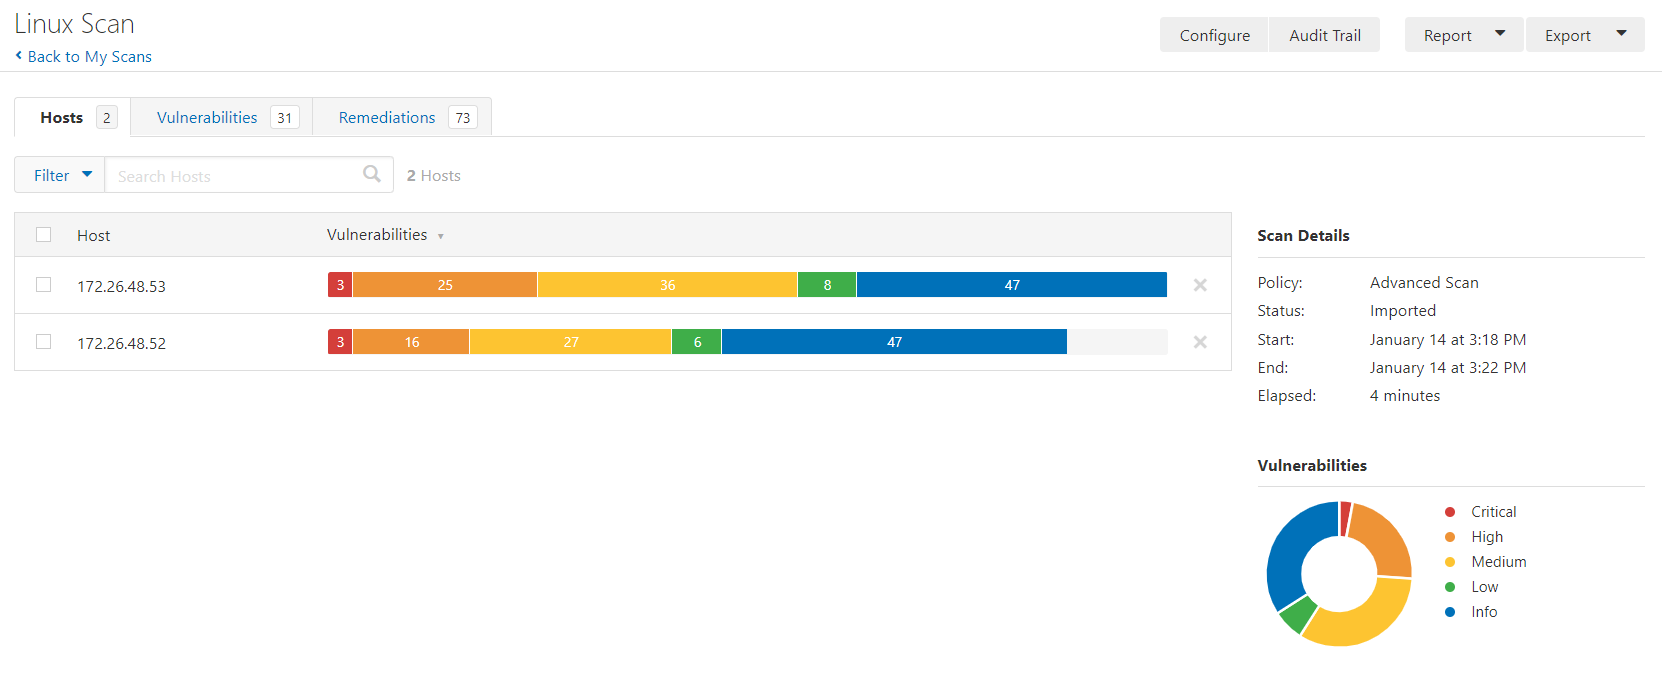 Linux Scan
Back to My Scans
Configure Audit Trail Report Export
Hosts 2 Vulnerabilities 31 Remediations 73
Filter Search Hosts 2 Hosts
Host Vulnerabilities
172.26.48.53 3 25 36 8 47
172.26.48.52 3 16 27 6 47
Scan Details
Policy: Advanced Scan
Status: Imported
Start: January 14 at 3:18 PM
End: January 14 at 3:22 PM
Elapsed: 4 minutes
Vulnerabilities
Critical
High
Medium
Low
Info